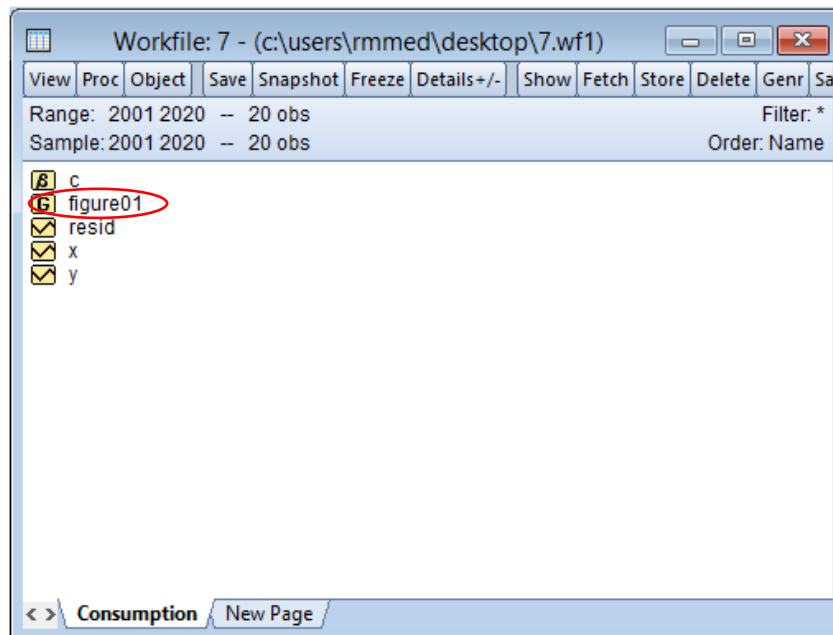 Workfile: 7 - (c:\users\rmmed\desktop\7.wf1)
View Proc Object Save Snapshot Freeze Details+/- Show Fetch Store Delete Genr Sa
Range: 2001 2020 -- 20 obs Filter: *
Sample: 2001 2020 -- 20 obs Order: Name
β c
G figure01
resid
x
y
< > Consumption New Page